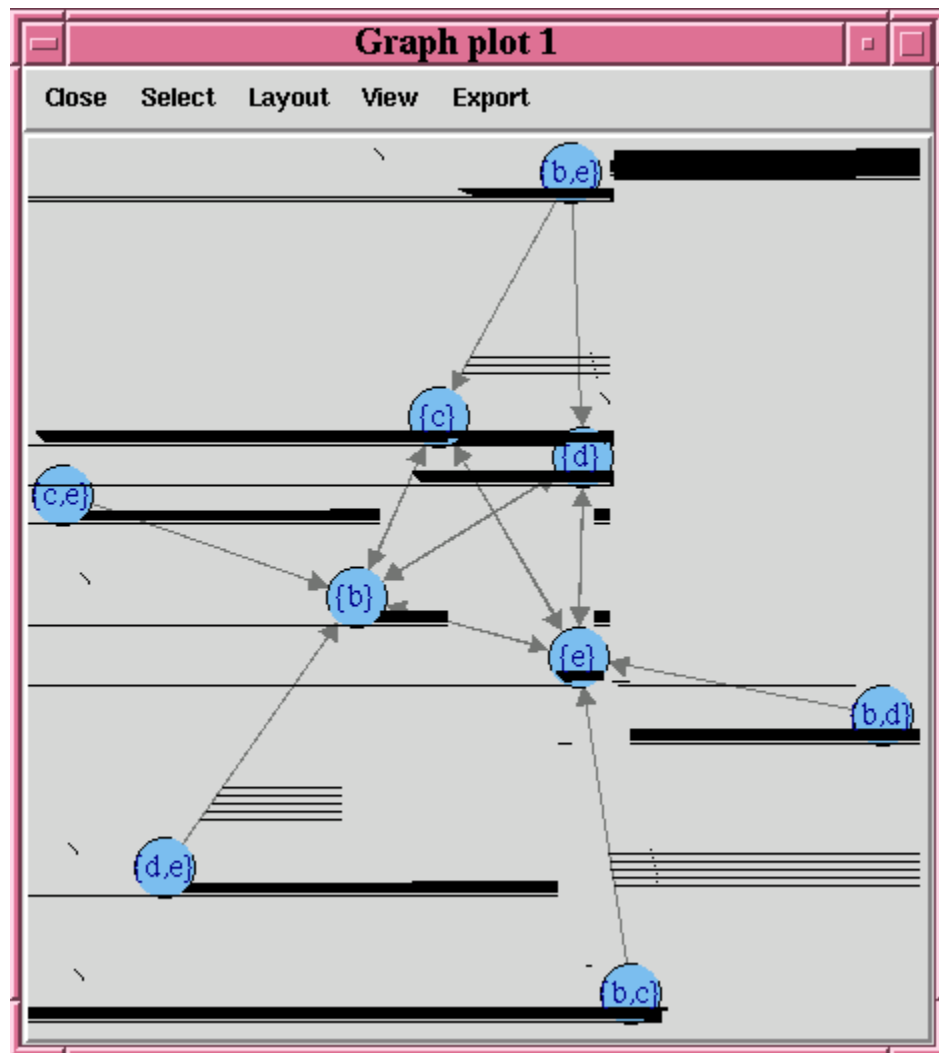 Graph plot 1
Close Select Layout View Export
{b,e}
{c}
{d}
{c,e}
{b}
{e}
{b,d}
{d,e}
{b,c}